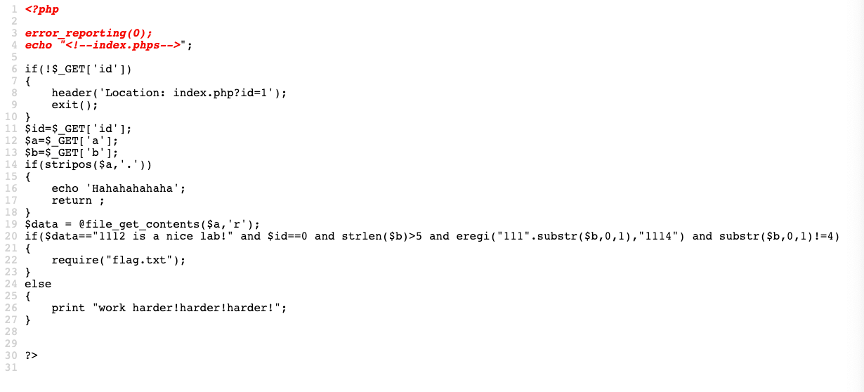 1 <?php
2
3 error_reporting(0);
4 echo "<!--index.phps-->";
5
6 if(!$_GET['id'])
7 {
8 header('Location: index.php?id=1');
9 exit();
10 }
11 $id=$_GET['id'];
12 $a=$_GET['a'];
13 $b=$_GET['b'];
14 if(stripos($a,'.'))
15 {
16 echo 'Hahahahahaha';
17 return ;
18 }
19 $data = @file_get_contents($a,'r');
20 if($data=="1112 is a nice lab!" and $id==0 and strlen($b)>5 and eregi("111".substr($b,0,1),"1114") and substr($b,0,1)!=4)
21 {
22 require("flag.txt");
23 }
24 else
25 {
26 print "work harder!harder!harder!";
27 }
28
29
30 ?>
31